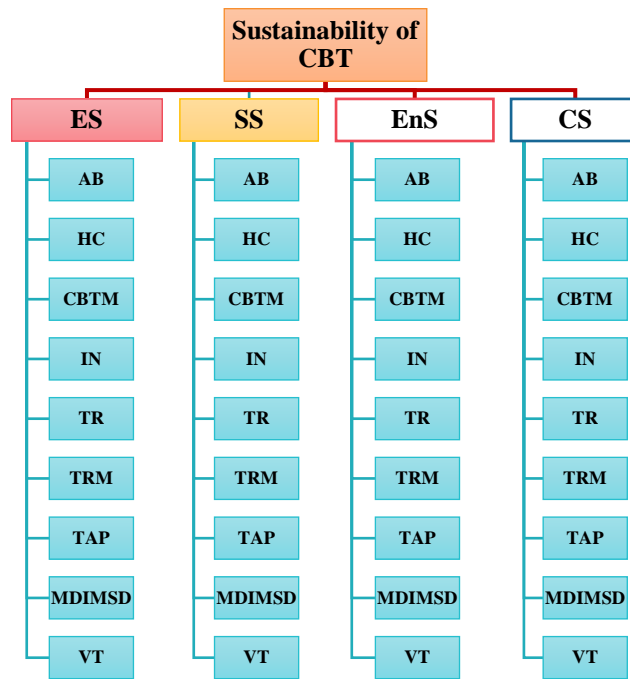 Sustainability of
CBT
ES
SS
EnS
CS
AB
AB
AB
AB
HC
HC
HC
HC
CBTM
CBTM
CBTM
CBTM
IN
IN
IN
IN
TR
TR
TR
TR
TRM
TRM
TRM
TRM
TAP
TAP
TAP
TAP
MDIMSD
MDIMSD
MDIMSD
MDIMSD
VT
VT
VT
VT